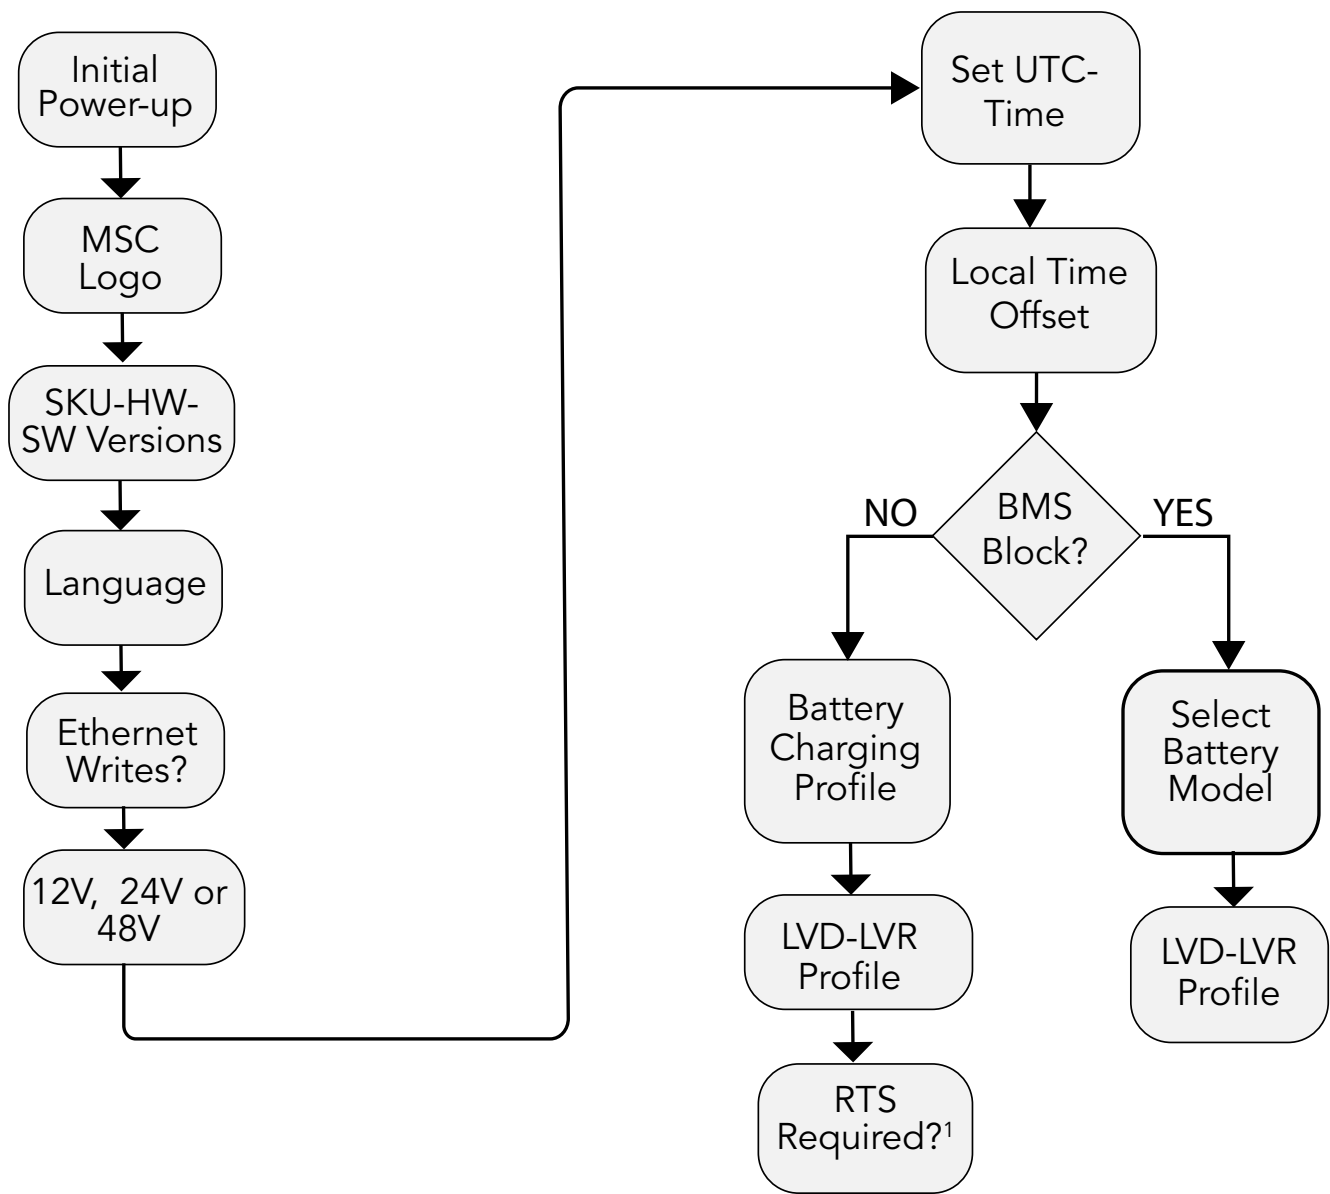 Initial
Power-up
MSC
Logo
SKU-HW-
SW Versions
Language
Ethernet
Writes?
12V, 24V or
48V
Set UTC-
Time
Local Time
Offset
BMS
Block?
NO
YES
Battery
Charging
Profile
LVD-LVR
Profile
RTS
Required?¹
Select
Battery
Model
LVD-LVR
Profile